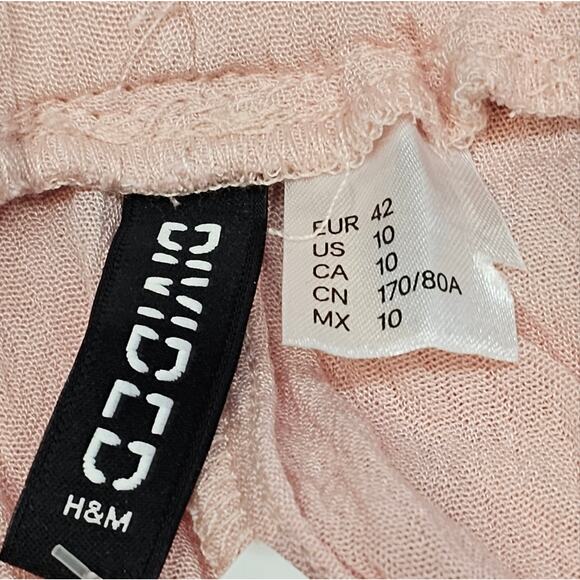 DIVIDED
H&M
EUR 42
US 10
CA 10
CN 170/80A
MX 10